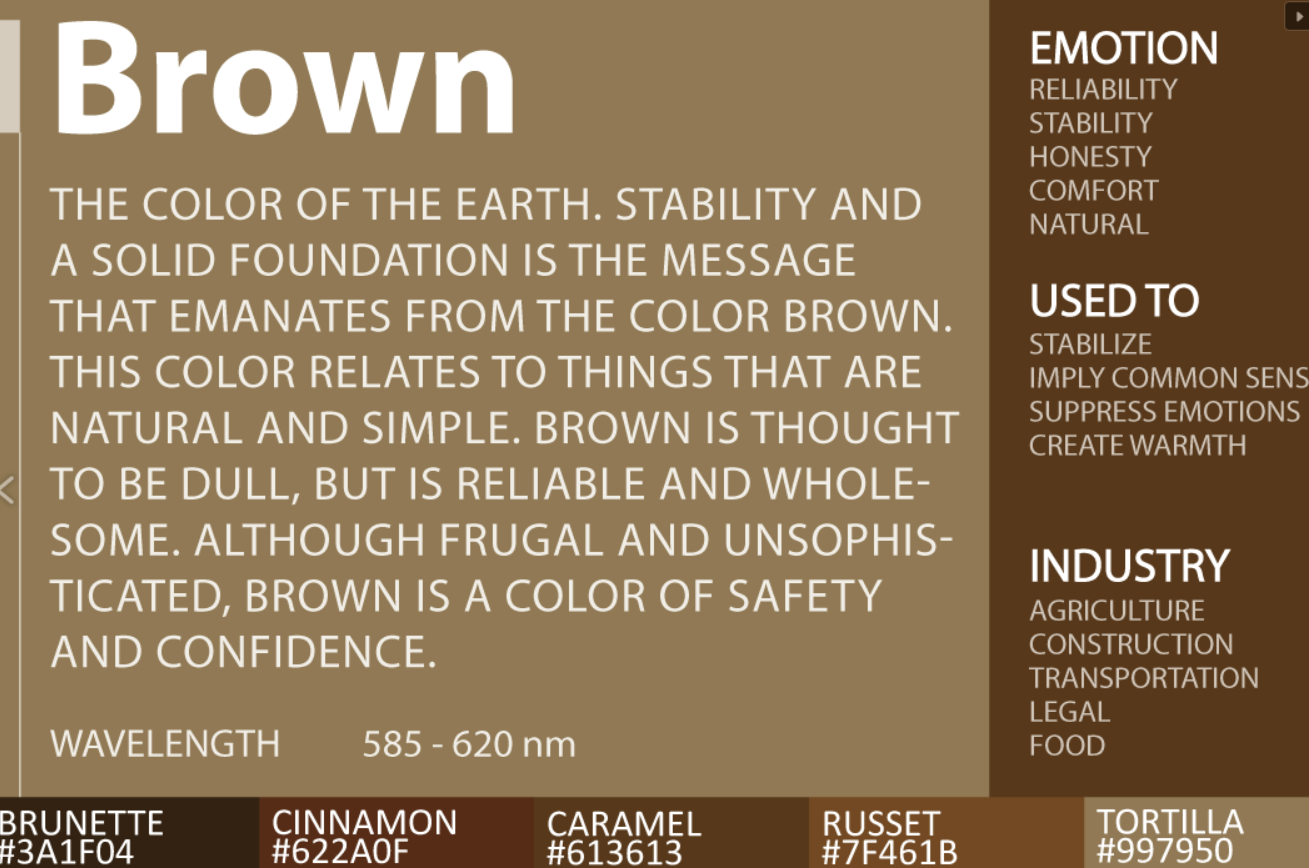 Brown
THE COLOR OF THE EARTH. STABILITY AND
A SOLID FOUNDATION IS THE MESSAGE
THAT EMANATES FROM THE COLOR BROWN.
THIS COLOR RELATES TO THINGS THAT ARE
NATURAL AND SIMPLE. BROWN IS THOUGHT
TO BE DULL, BUT IS RELIABLE AND WHOLE-
SOME. ALTHOUGH FRUGAL AND UNSOPHIS-
TICATED, BROWN IS A COLOR OF SAFETY
AND CONFIDENCE.
WAVELENGTH 585 - 620 nm
EMOTION
RELIABILITY
STABILITY
HONESTY
COMFORT
NATURAL
USED TO
STABILIZE
IMPLY COMMON SENS
SUPPRESS EMOTIONS
CREATE WARMTH
INDUSTRY
AGRICULTURE
CONSTRUCTION
TRANSPORTATION
LEGAL
FOOD
BRUNETTE
#3A1F04
CINNAMON
#622A0F
CARAMEL
#613613
RUSSET
#7F461B
TORTILLA
#997950